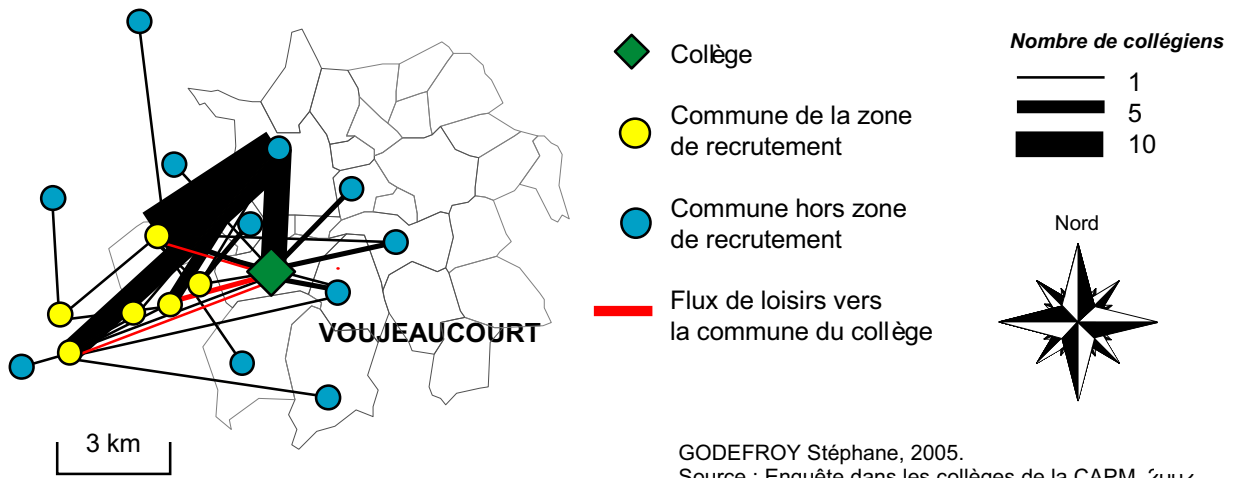 Collège
Commune de la zone
de recrutement
Commune hors zone
de recrutement
Flux de loisirs vers
la commune du collège
Nombre de collégiens
1
5
10
Nord
VOUJEAUCOURT
3 km
GODEFROY Stéphane, 2005.
Source : Enquête dans les collèges de la CAPM,